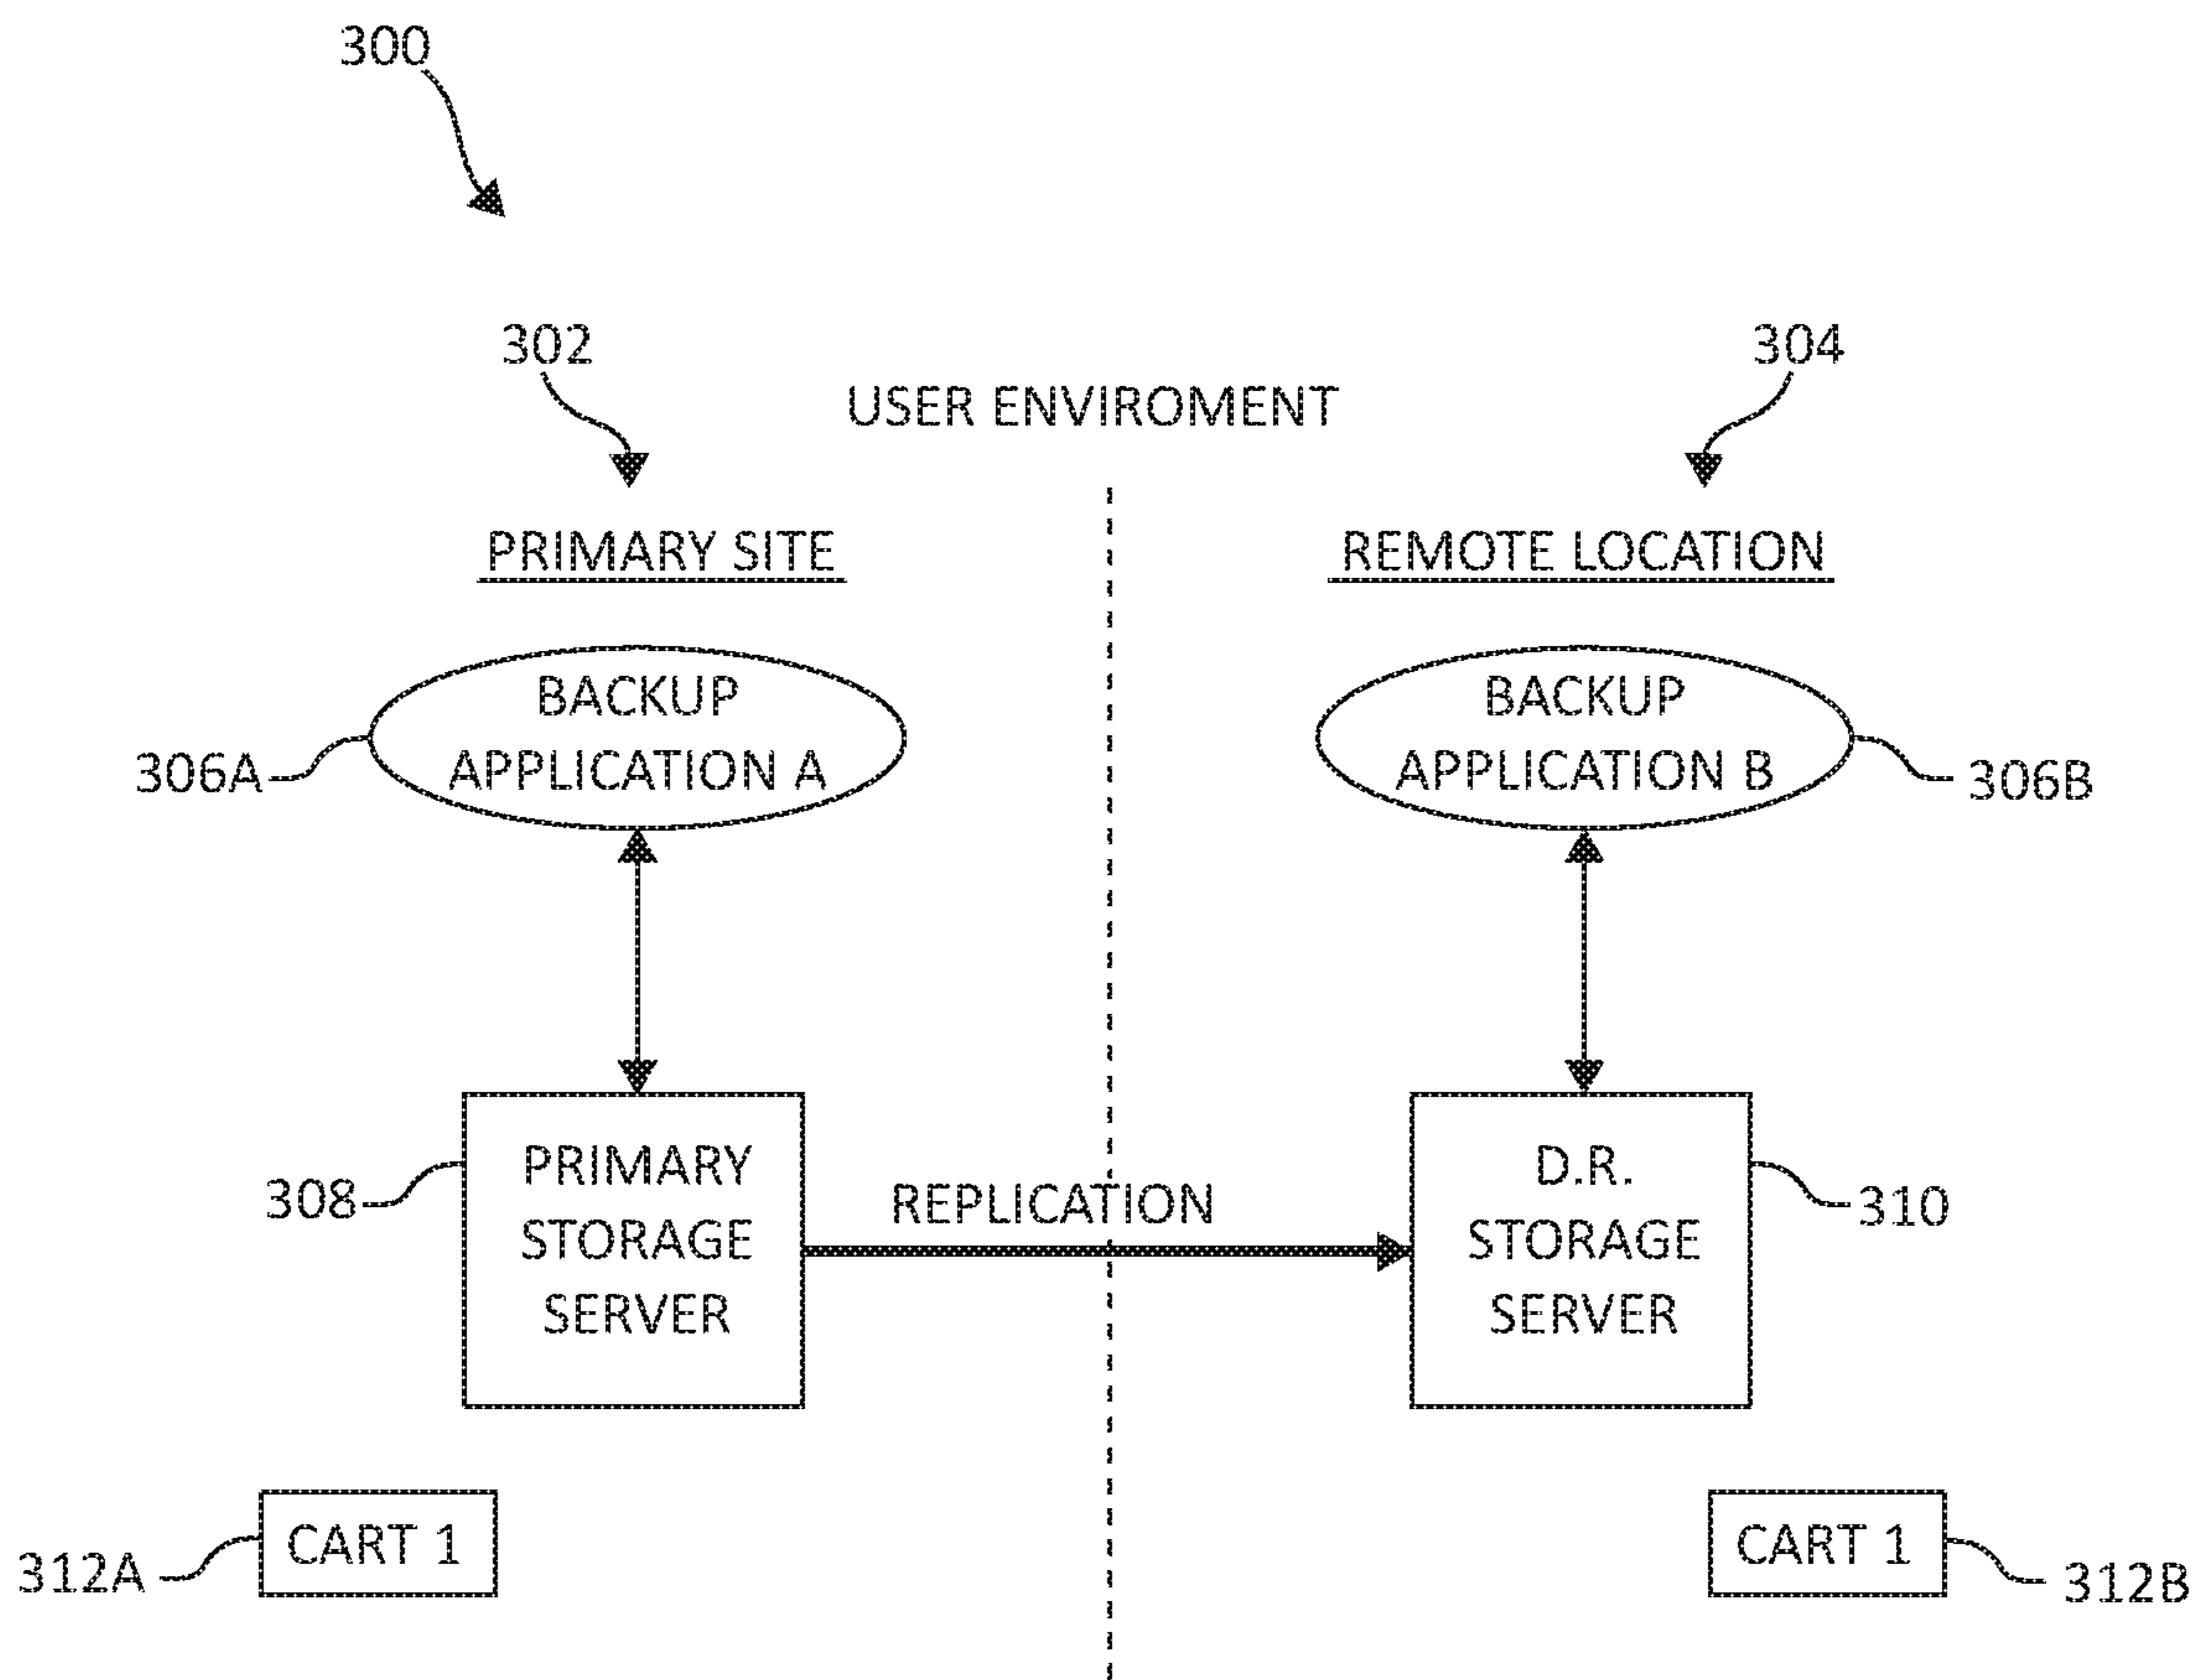 300
302
304
USER ENVIROMENT
PRIMARY SITE
REMOTE LOCATION
BACKUP
APPLICATION A
306A
BACKUP
APPLICATION B
306B
PRIMARY
STORAGE
SERVER
308
REPLICATION
D.R.
STORAGE
SERVER
310
CART 1
312A
CART 1
312B